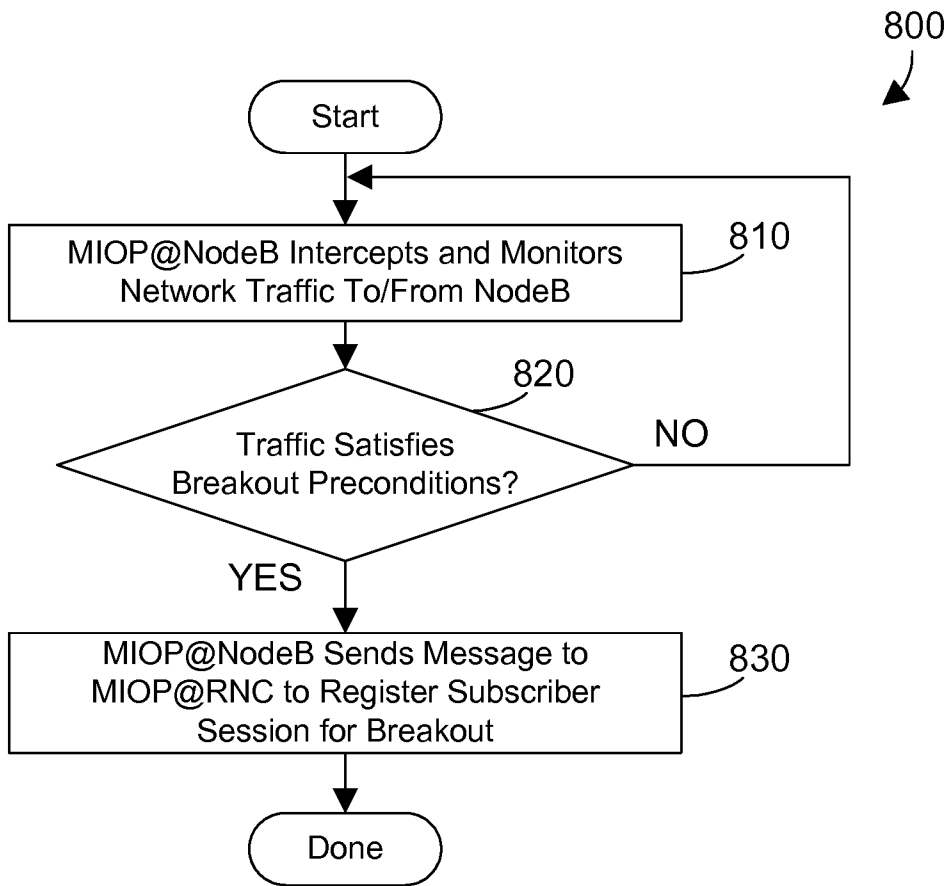 800
Start
MIOP@NodeB Intercepts and Monitors
Network Traffic To/From NodeB
810
820
Traffic Satisfies
Breakout Preconditions?
NO
YES
MIOP@NodeB Sends Message to
MIOP@RNC to Register Subscriber
Session for Breakout
830
Done